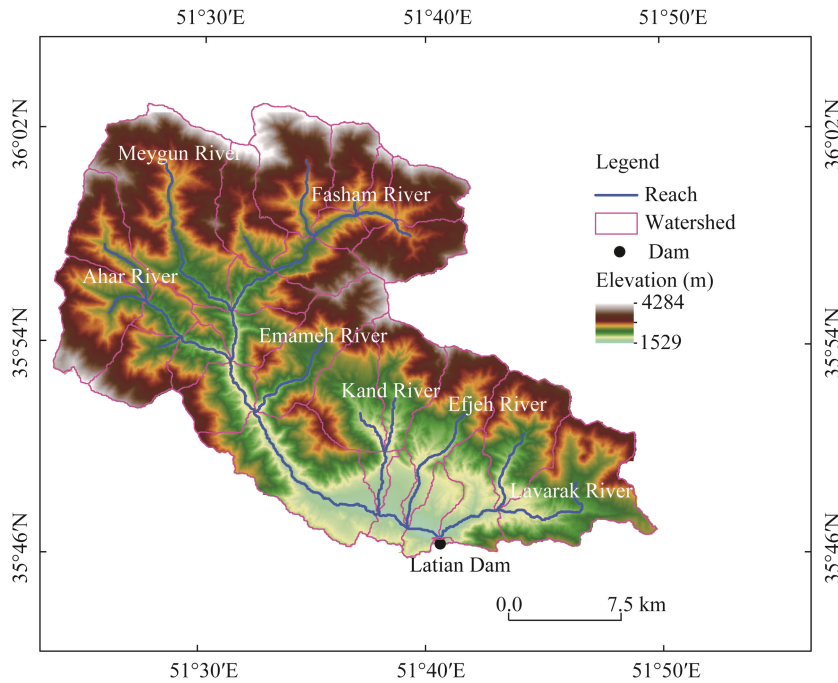 51°30′E
51°40′E
51°50′E
36°02′N
36°02′N
Meygun River
Fasham River
Legend
Reach
Watershed
Dam
Elevation (m)
4284
1529
Ahar River
35°54′N
35°54′N
Emameh River
Kand River
Efjeh River
Lavarak River
35°46′N
35°46′N
Latian Dam
0.0
7.5 km
51°30′E
51°40′E
51°50′E